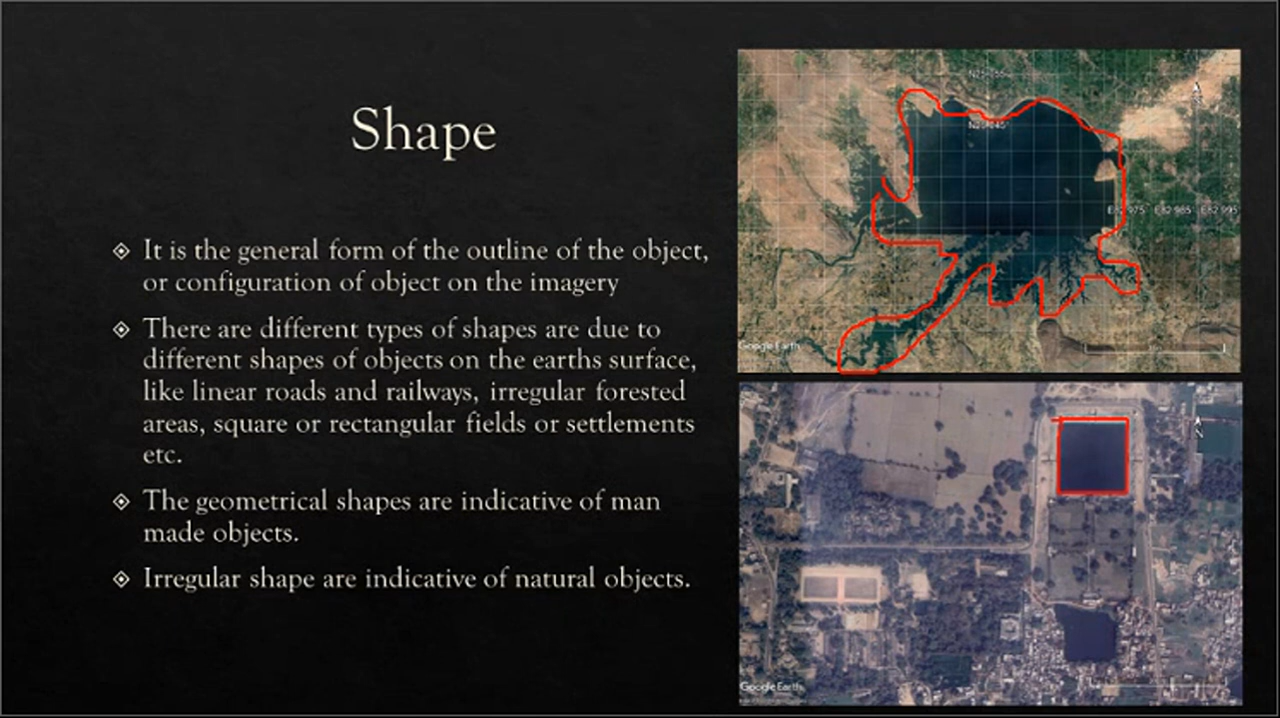 Shape
It is the general form of the outline of the object,
or configuration of object on the imagery
There are different types of shapes are due to
different shapes of objects on the earths surface,
like linear roads and railways, irregular forested
areas, square or rectangular fields or settlements
etc.
The geometrical shapes are indicative of man
made objects.
Irregular shape are indicative of natural objects.
N
Google Earth
N
Google Earth